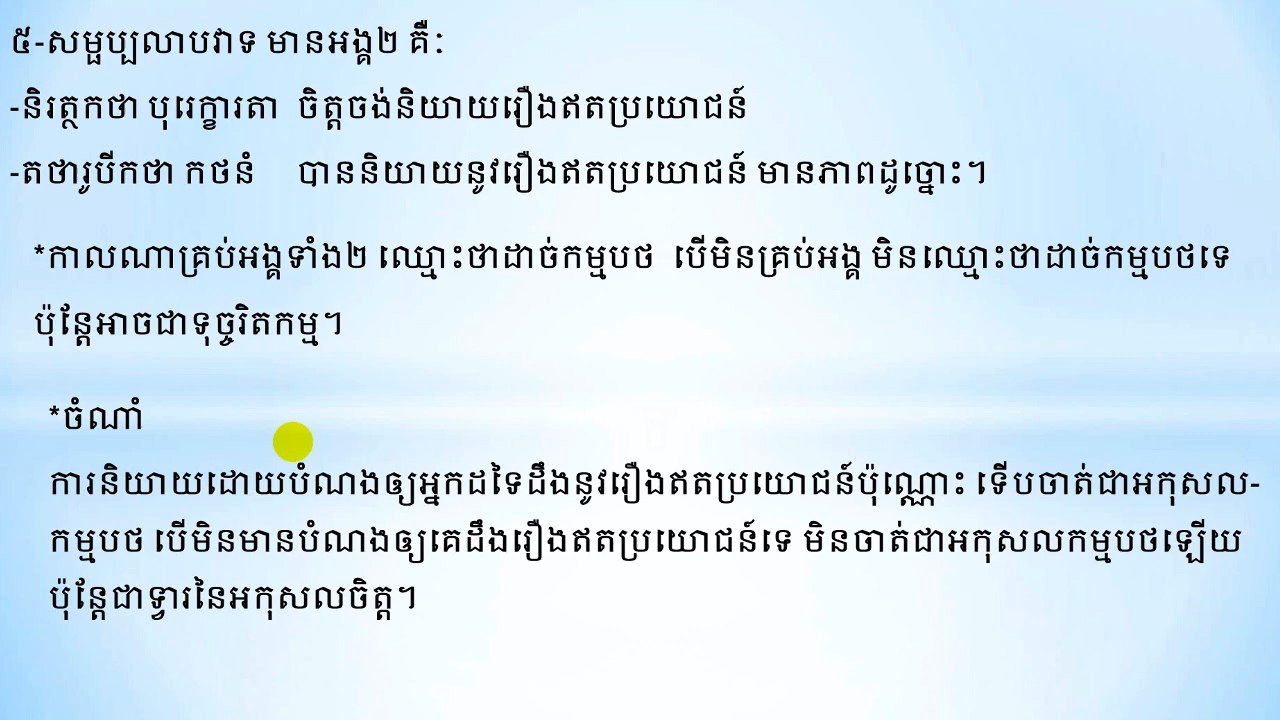 ៥-សម្ផប្បលាបវាទ មានអង្គ២ គឺៈ
-និរត្ថកថា បុរេក្ខារតា ចិត្តចង់និយាយរឿងឥតប្រយោជន៍
-តថារូបីកថា កថនំ បាននិយាយនូវរឿងឥតប្រយោជន៍ មានភាពដូច្នោះ។
*កាលណាគ្រប់អង្គទាំង២ ឈ្មោះថាដាច់កម្មបថ បើមិនគ្រប់អង្គ មិនឈ្មោះថាដាច់កម្មបថទេ
ប៉ុន្តែអាចជាទុច្ចរិតកម្ម។
*ចំណាំ
ការនិយាយដោយបំណងឲ្យអ្នកដទៃដឹងនូវរឿងឥតប្រយោជន៍ប៉ុណ្ណោះ ទើបចាត់ជាអកុសល-
កម្មបថ បើមិនមានបំណងឲ្យគេដឹងរឿងឥតប្រយោជន៍ទេ មិនចាត់ជាអកុសលកម្មបថឡើយ
ប៉ុន្តែជាទ្វារនៃអកុសលចិត្ត។